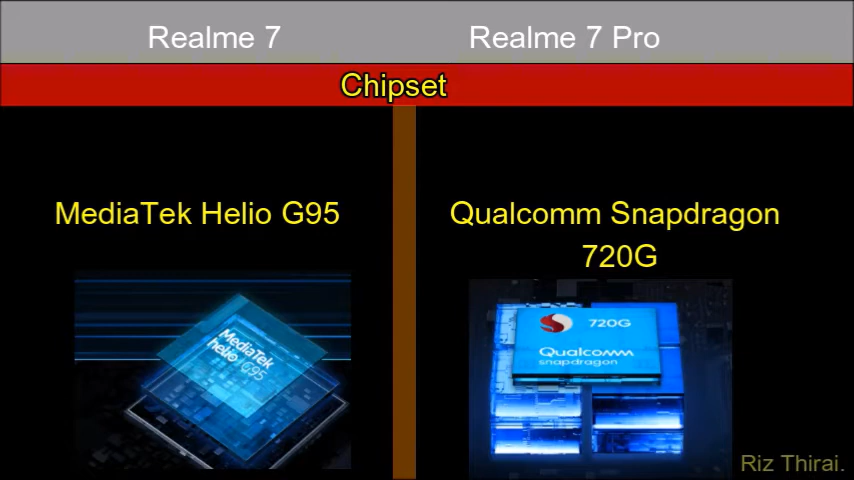 Realme 7
Realme 7 Pro
Chipset
MediaTek Helio G95
Qualcomm Snapdragon
720G
MediaTek
helio G95
720G
Qualcomm
snapdragon
Riz Thirai.